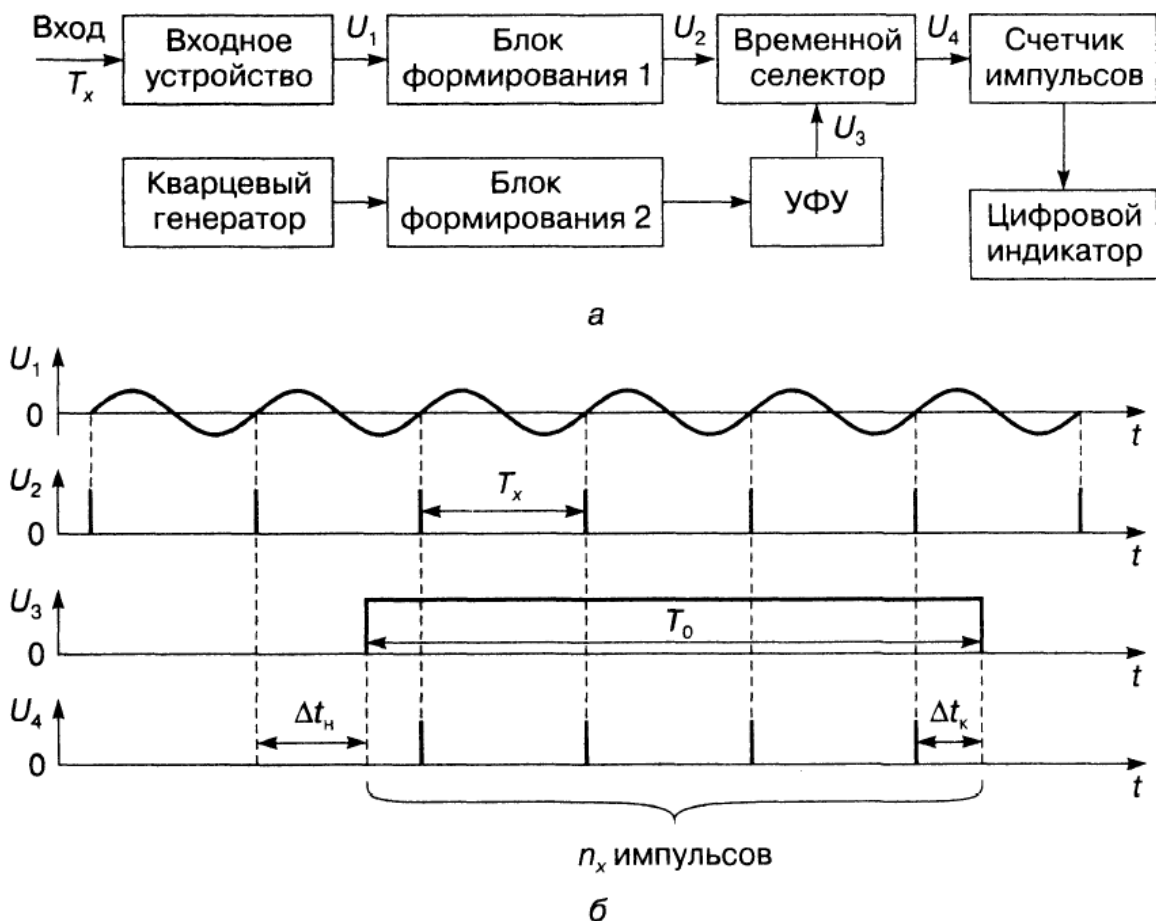 Вход
T_x
Входное
устройство
U_1
Блок
формирования 1
U_2
Временной
селектор
U_4
Счетчик
импульсов
U_3
Кварцевый
генератор
Блок
формирования 2
УФУ
Цифровой
индикатор
а
U_1
0
t
U_2
T_x
0
t
U_3
T_0
0
t
U_4
Δt_н
Δt_к
0
t
n_x импульсов
б